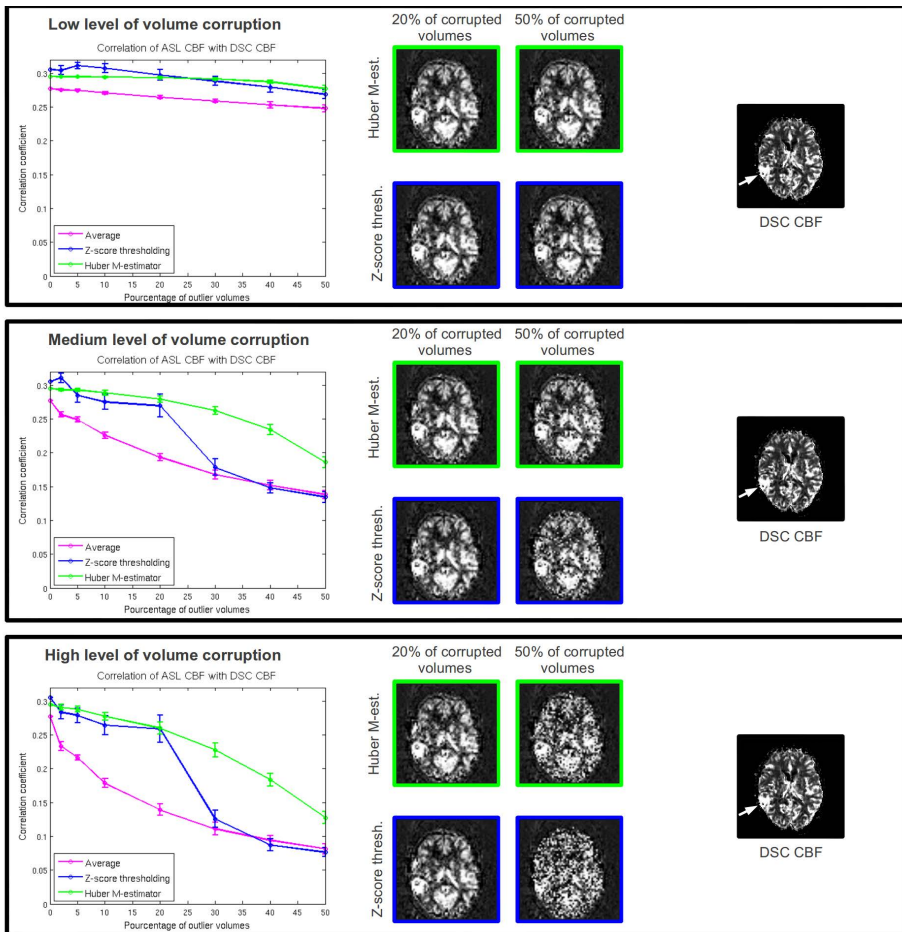 Low level of volume corruption
Correlation of ASL CBF with DSC CBF
0.3
0.25
0.2
0.15
0.1
0.05
0
Correlation coefficient
Average
Z-score thresholding
Huber M-estimator
0 5 10 15 20 25 30 35 40 45 50
Pourcentage of outlier volumes
20% of corrupted
volumes
50% of corrupted
volumes
Huber M-est.
Z-score thresh.
DSC CBF
Medium level of volume corruption
Correlation of ASL CBF with DSC CBF
0.3
0.25
0.2
0.15
0.1
0.05
0
Correlation coefficient
Average
Z-score thresholding
Huber M-estimator
0 5 10 15 20 25 30 35 40 45 50
Pourcentage of outlier volumes
20% of corrupted
volumes
50% of corrupted
volumes
Huber M-est.
Z-score thresh.
DSC CBF
High level of volume corruption
Correlation of ASL CBF with DSC CBF
0.3
0.25
0.2
0.15
0.1
0.05
0
Correlation coefficient
Average
Z-score thresholding
Huber M-estimator
0 5 10 15 20 25 30 35 40 45 50
Pourcentage of outlier volumes
20% of corrupted
volumes
50% of corrupted
volumes
Huber M-est.
Z-score thresh.
DSC CBF